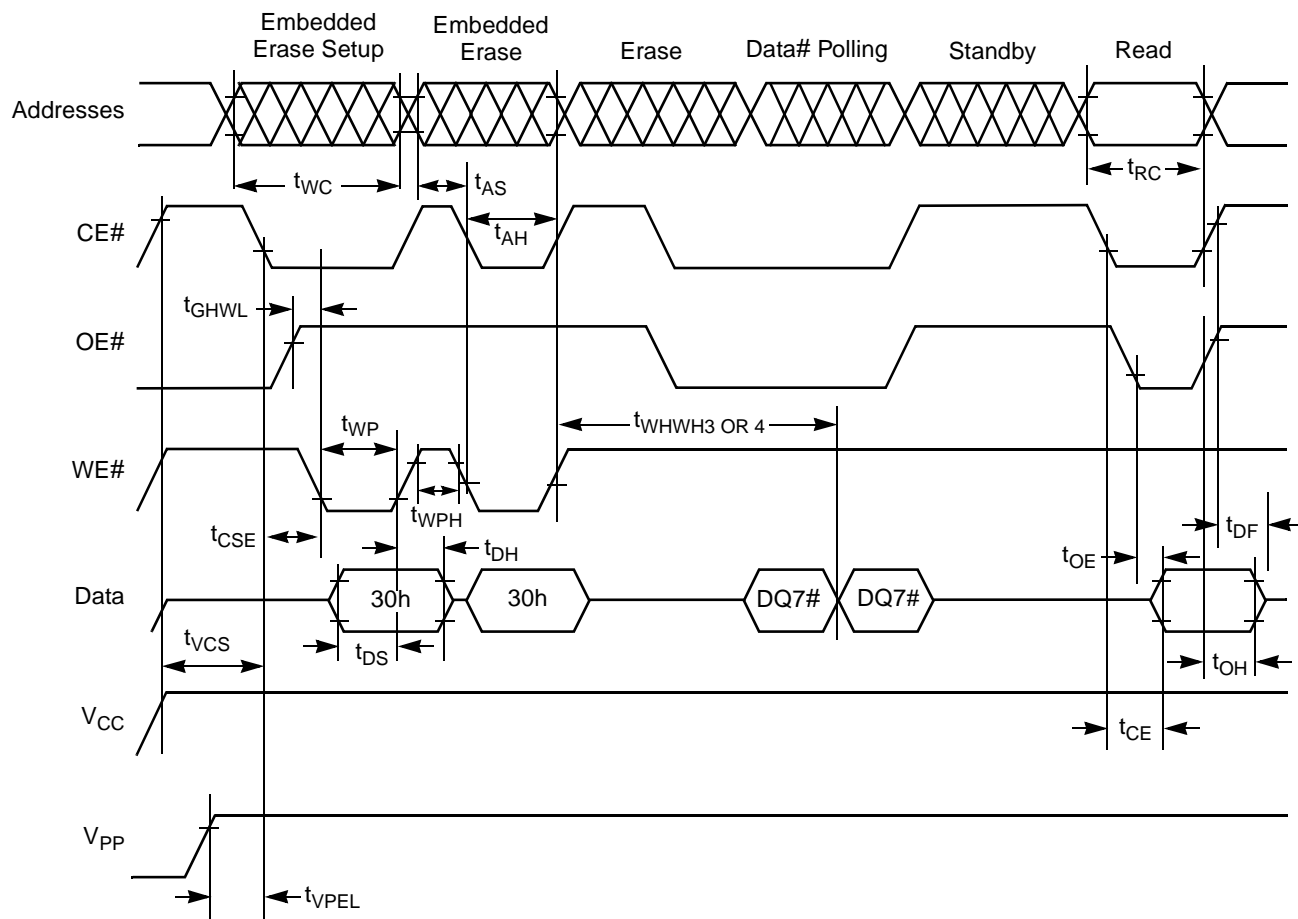 Embedded
Erase Setup
Embedded
Erase
Erase
Data# Polling
Standby
Read
Addresses
tWC
tAS
tRC
CE#
tAH
tGHWL
OE#
tWP
tWHWH3 OR 4
WE#
tWPH
tCSE
tDH
tOE
tDF
Data
30h
30h
DQ7#
DQ7#
tVCS
tDS
tOH
VCC
tCE
VPP
tVPEL